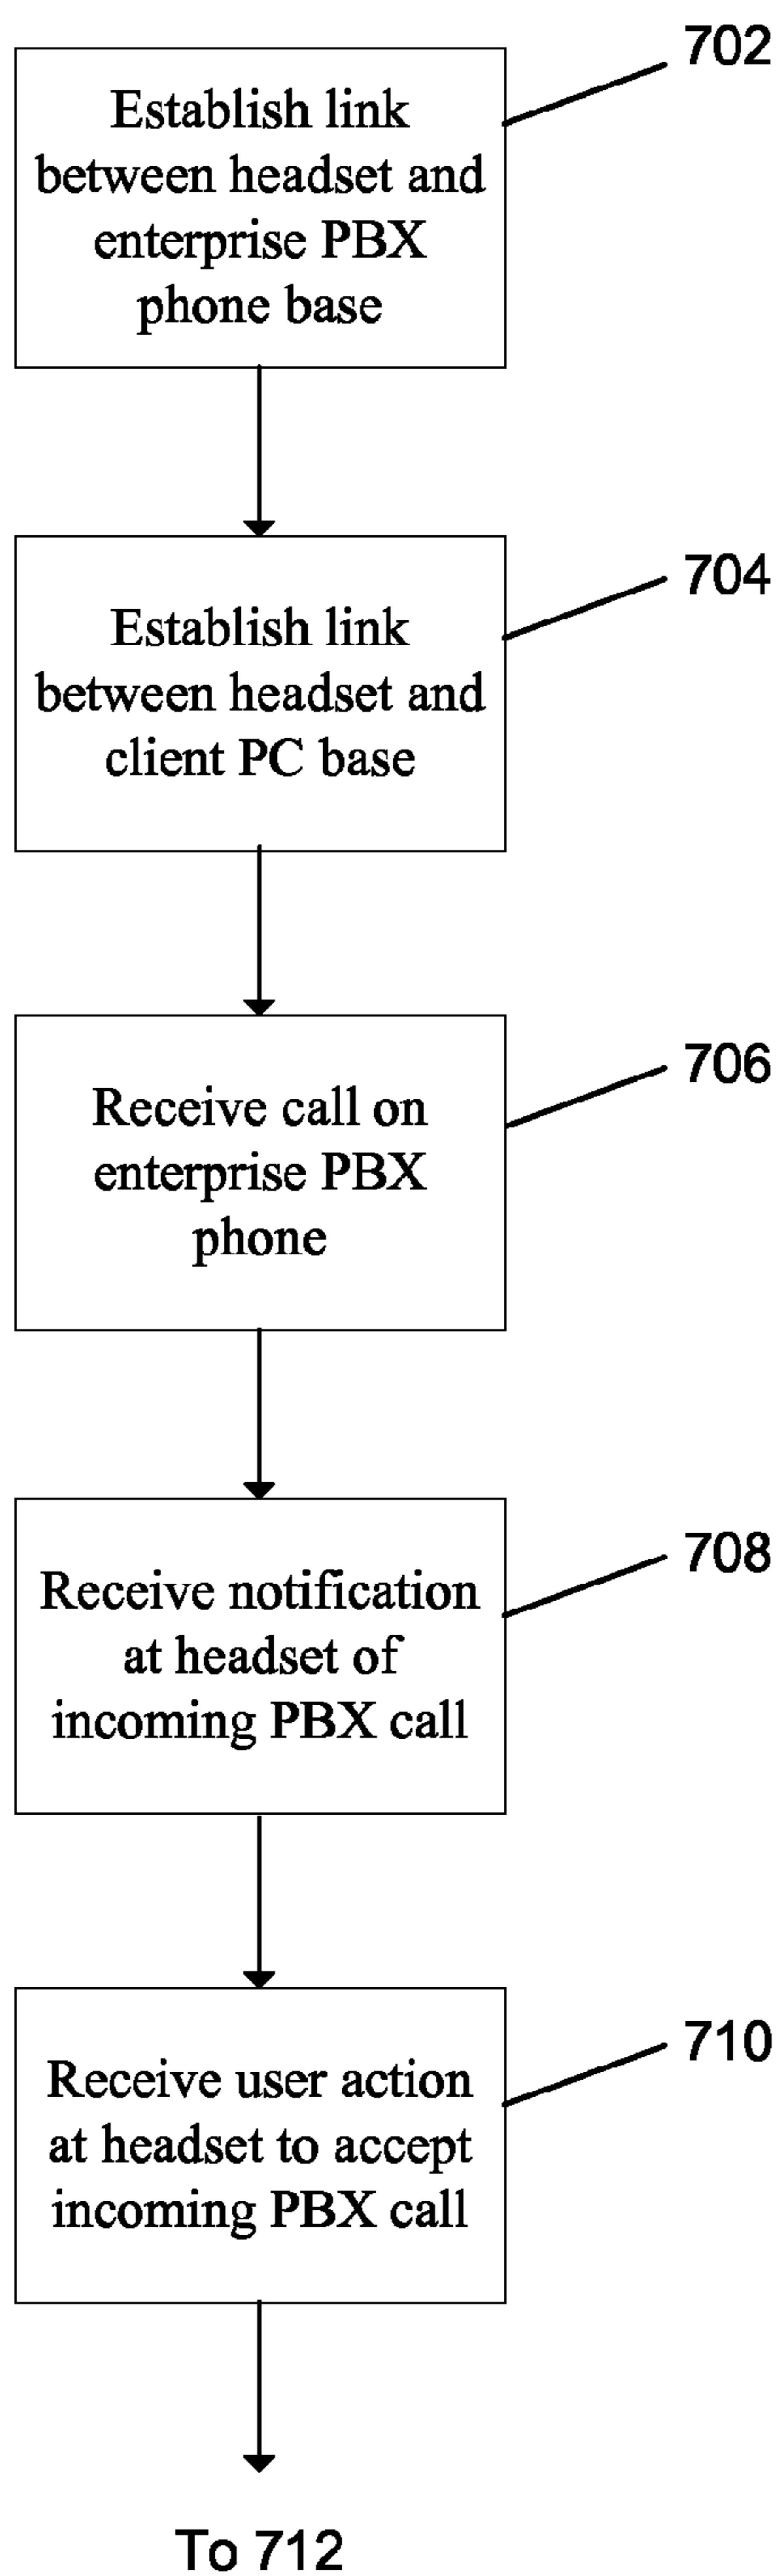 702
Establish link
between headset and
enterprise PBX
phone base
704
Establish link
between headset and
client PC base
706
Receive call on
enterprise PBX
phone
708
Receive notification
at headset of
incoming PBX call
710
Receive user action
at headset to accept
incoming PBX call
To 712